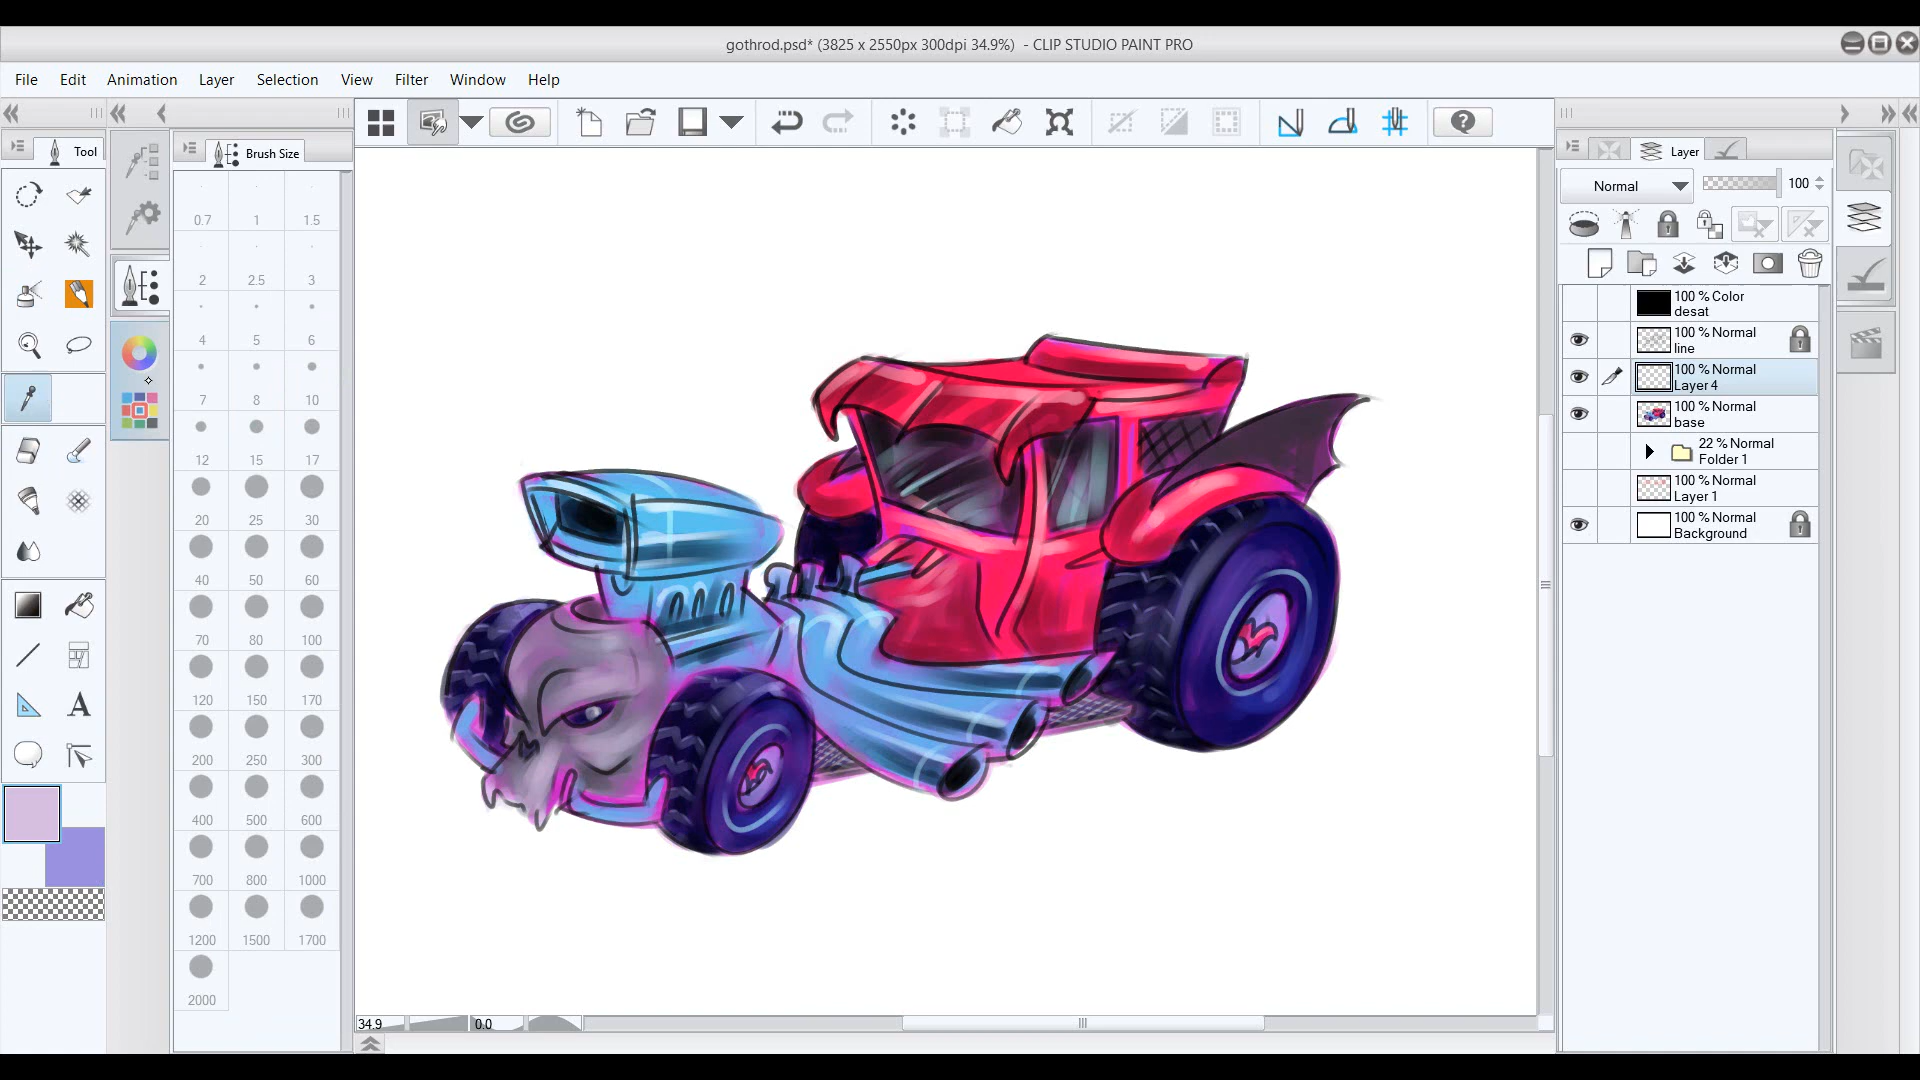 gothrod.psd* (3825 x 2550px 300dpi 34.9%)  - CLIP STUDIO PAINT PRO
File Edit Animation Layer Selection View Filter Window Help
Tool
Brush Size
0.7 1 1.5
2 2.5 3
4 5 6
7 8 10
12 15 17
20 25 30
40 50 60
70 80 100
120 150 170
200 250 300
400 500 600
700 800 1000
1200 1500 1700
2000
34.9 0.0
Layer
Normal 100
100 % Color
desat
100 % Normal
line
100 % Normal
Layer 4
100 % Normal
base
22 % Normal
Folder 1
100 % Normal
Layer 1
100 % Normal
Background